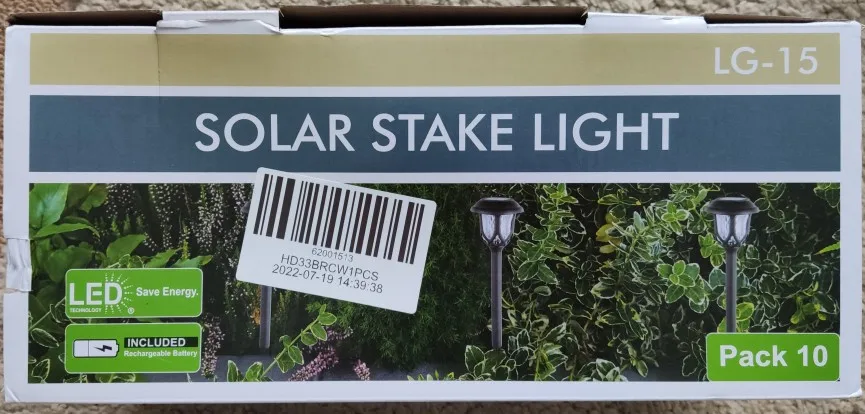 LG-15
SOLAR STAKE LIGHT
62001513
HD33BRCW1PCS
2022-07-19 14:39:38
LED Save Energy.
TECHNOLOGY ®
INCLUDED
Rechargeable Battery
Pack 10